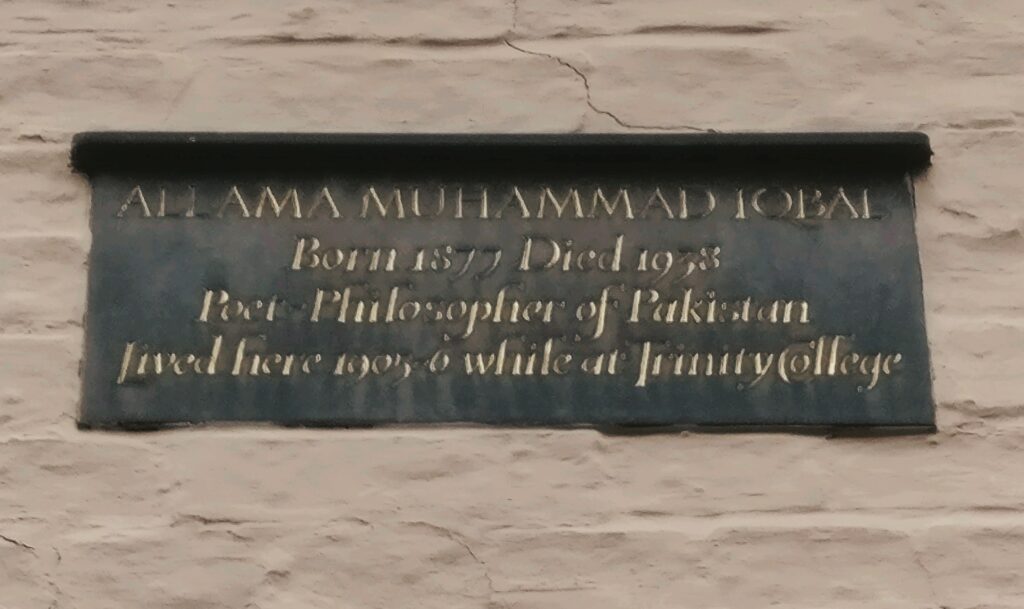 ALLAMA MUHAMMAD IQBAL
Born 1877 Died 1938
Poet-Philosopher of Pakistan
Lived here 1905-6 while at Trinity College